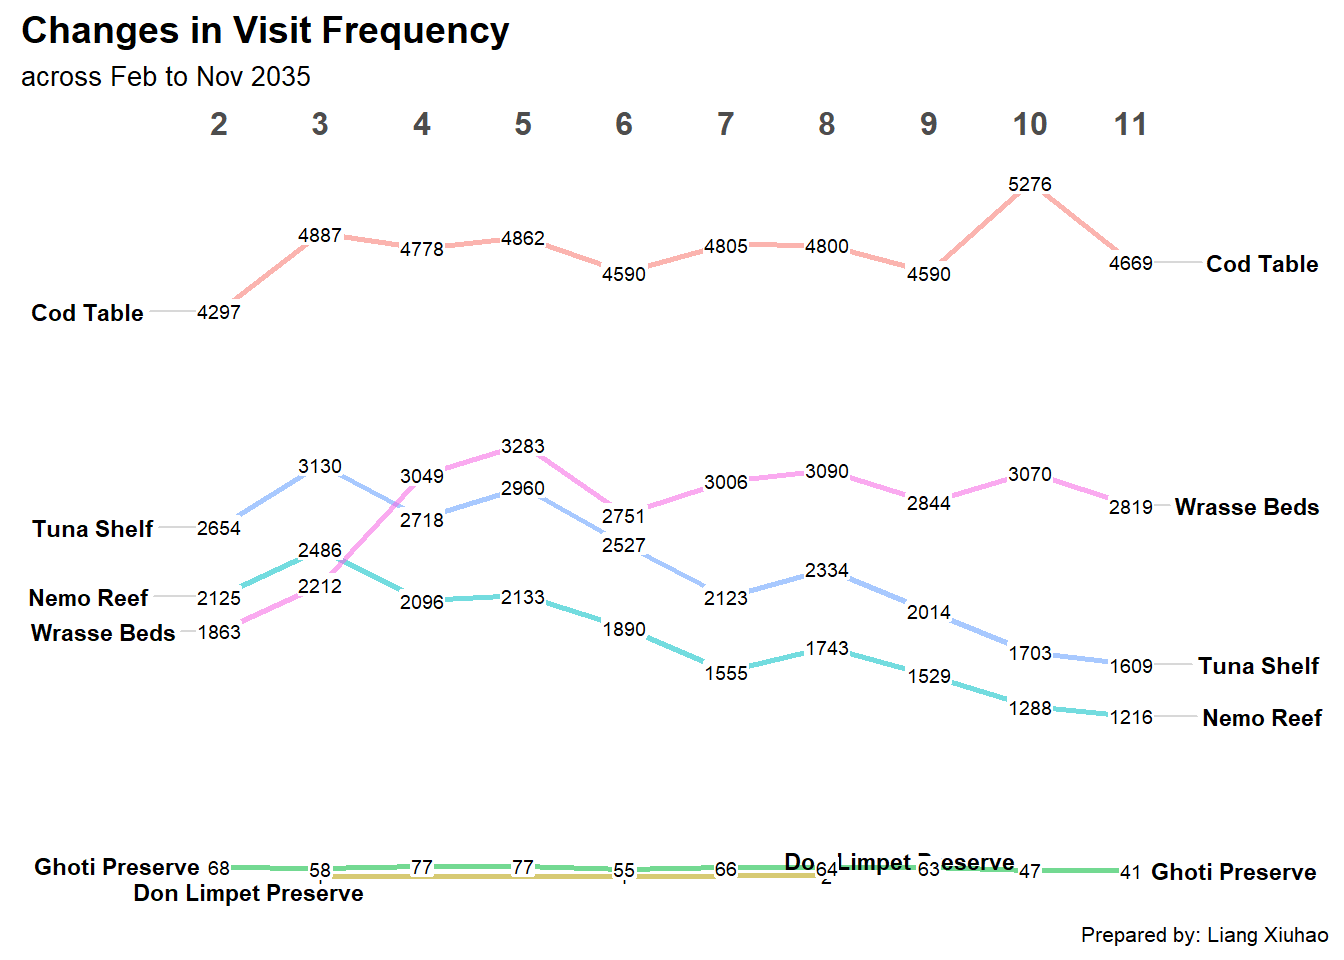 Changes in Visit Frequency
across Feb to Nov 2035
2 3 4 5 6 7 8 9 10 11
5276
4887 4778 4862 4590 4805 4800 4590 4669 Cod Table
Cod Table 4297
3283
3130 3049 2960 3006 3090 2844 3070 2819 Wrasse Beds
Tuna Shelf 2654 2718 2751
2527
2486 2334
Nemo Reef 2125 2212 2096 2133 2123 2014
Wrasse Beds 1863 1890
1743 1703 1609 Tuna Shelf
1555 1529
1288 1216 Nemo Reef
Don Limpet Preserve
Ghoti Preserve 68 58 77 77 55 66 64 63 47 41 Ghoti Preserve
Don Limpet Preserve
Prepared by: Liang Xiuhao